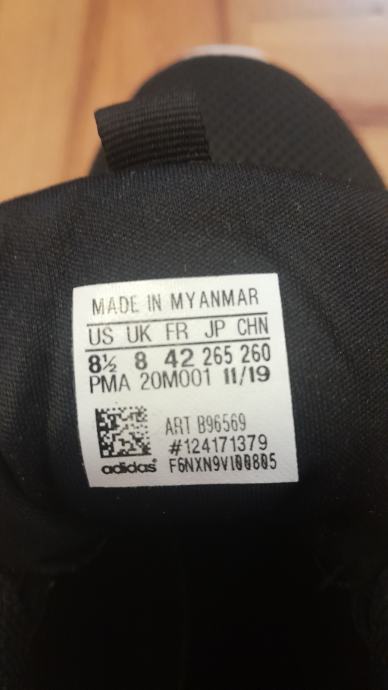 MADE IN MYANMAR
US UK FR JP CHN
8½ 8 42 265 260
PMA 20M001 11/19
ART B96569
#124171379
adidas F6NXN9VL00805